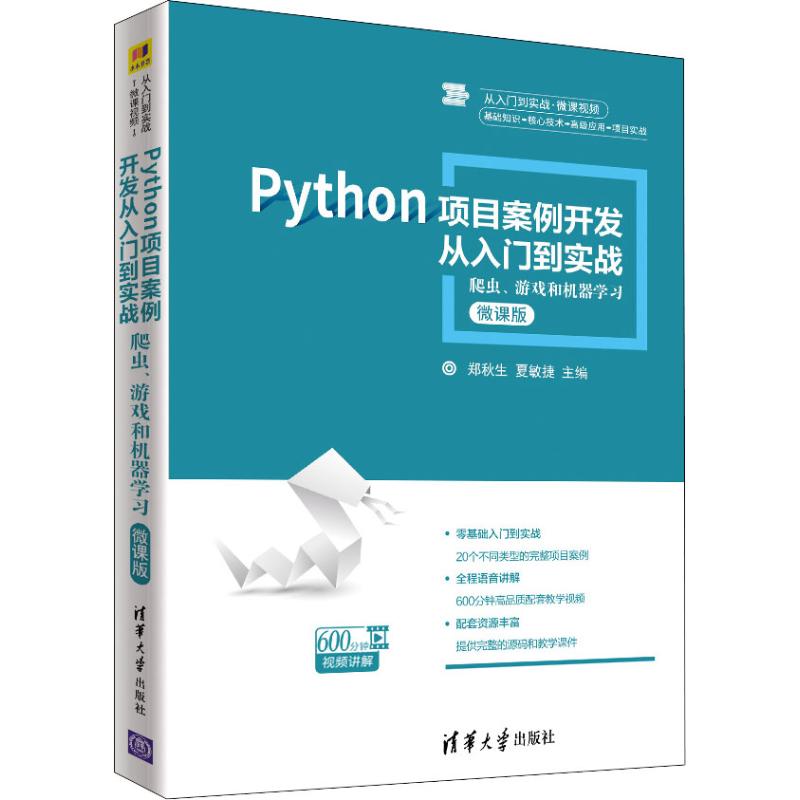 从入门到实战·微课视频
基础知识→核心技术→高级应用→项目实战
Python 项目案例开发
从入门到实战
爬虫、游戏和机器学习
微课版
郑秋生 夏敏捷 主编
• 零基础入门到实战
20个不同类型的完整项目案例
• 全程语音讲解
600分钟高品质配套教学视频
• 配套资源丰富
提供完整的源码和教学课件
600分钟
视频讲解
清华大学出版社
从入门到实战
微课视频
Python项目案例
开发从入门到实战
爬虫、游戏和机器学习
微课版
清华大学出版社